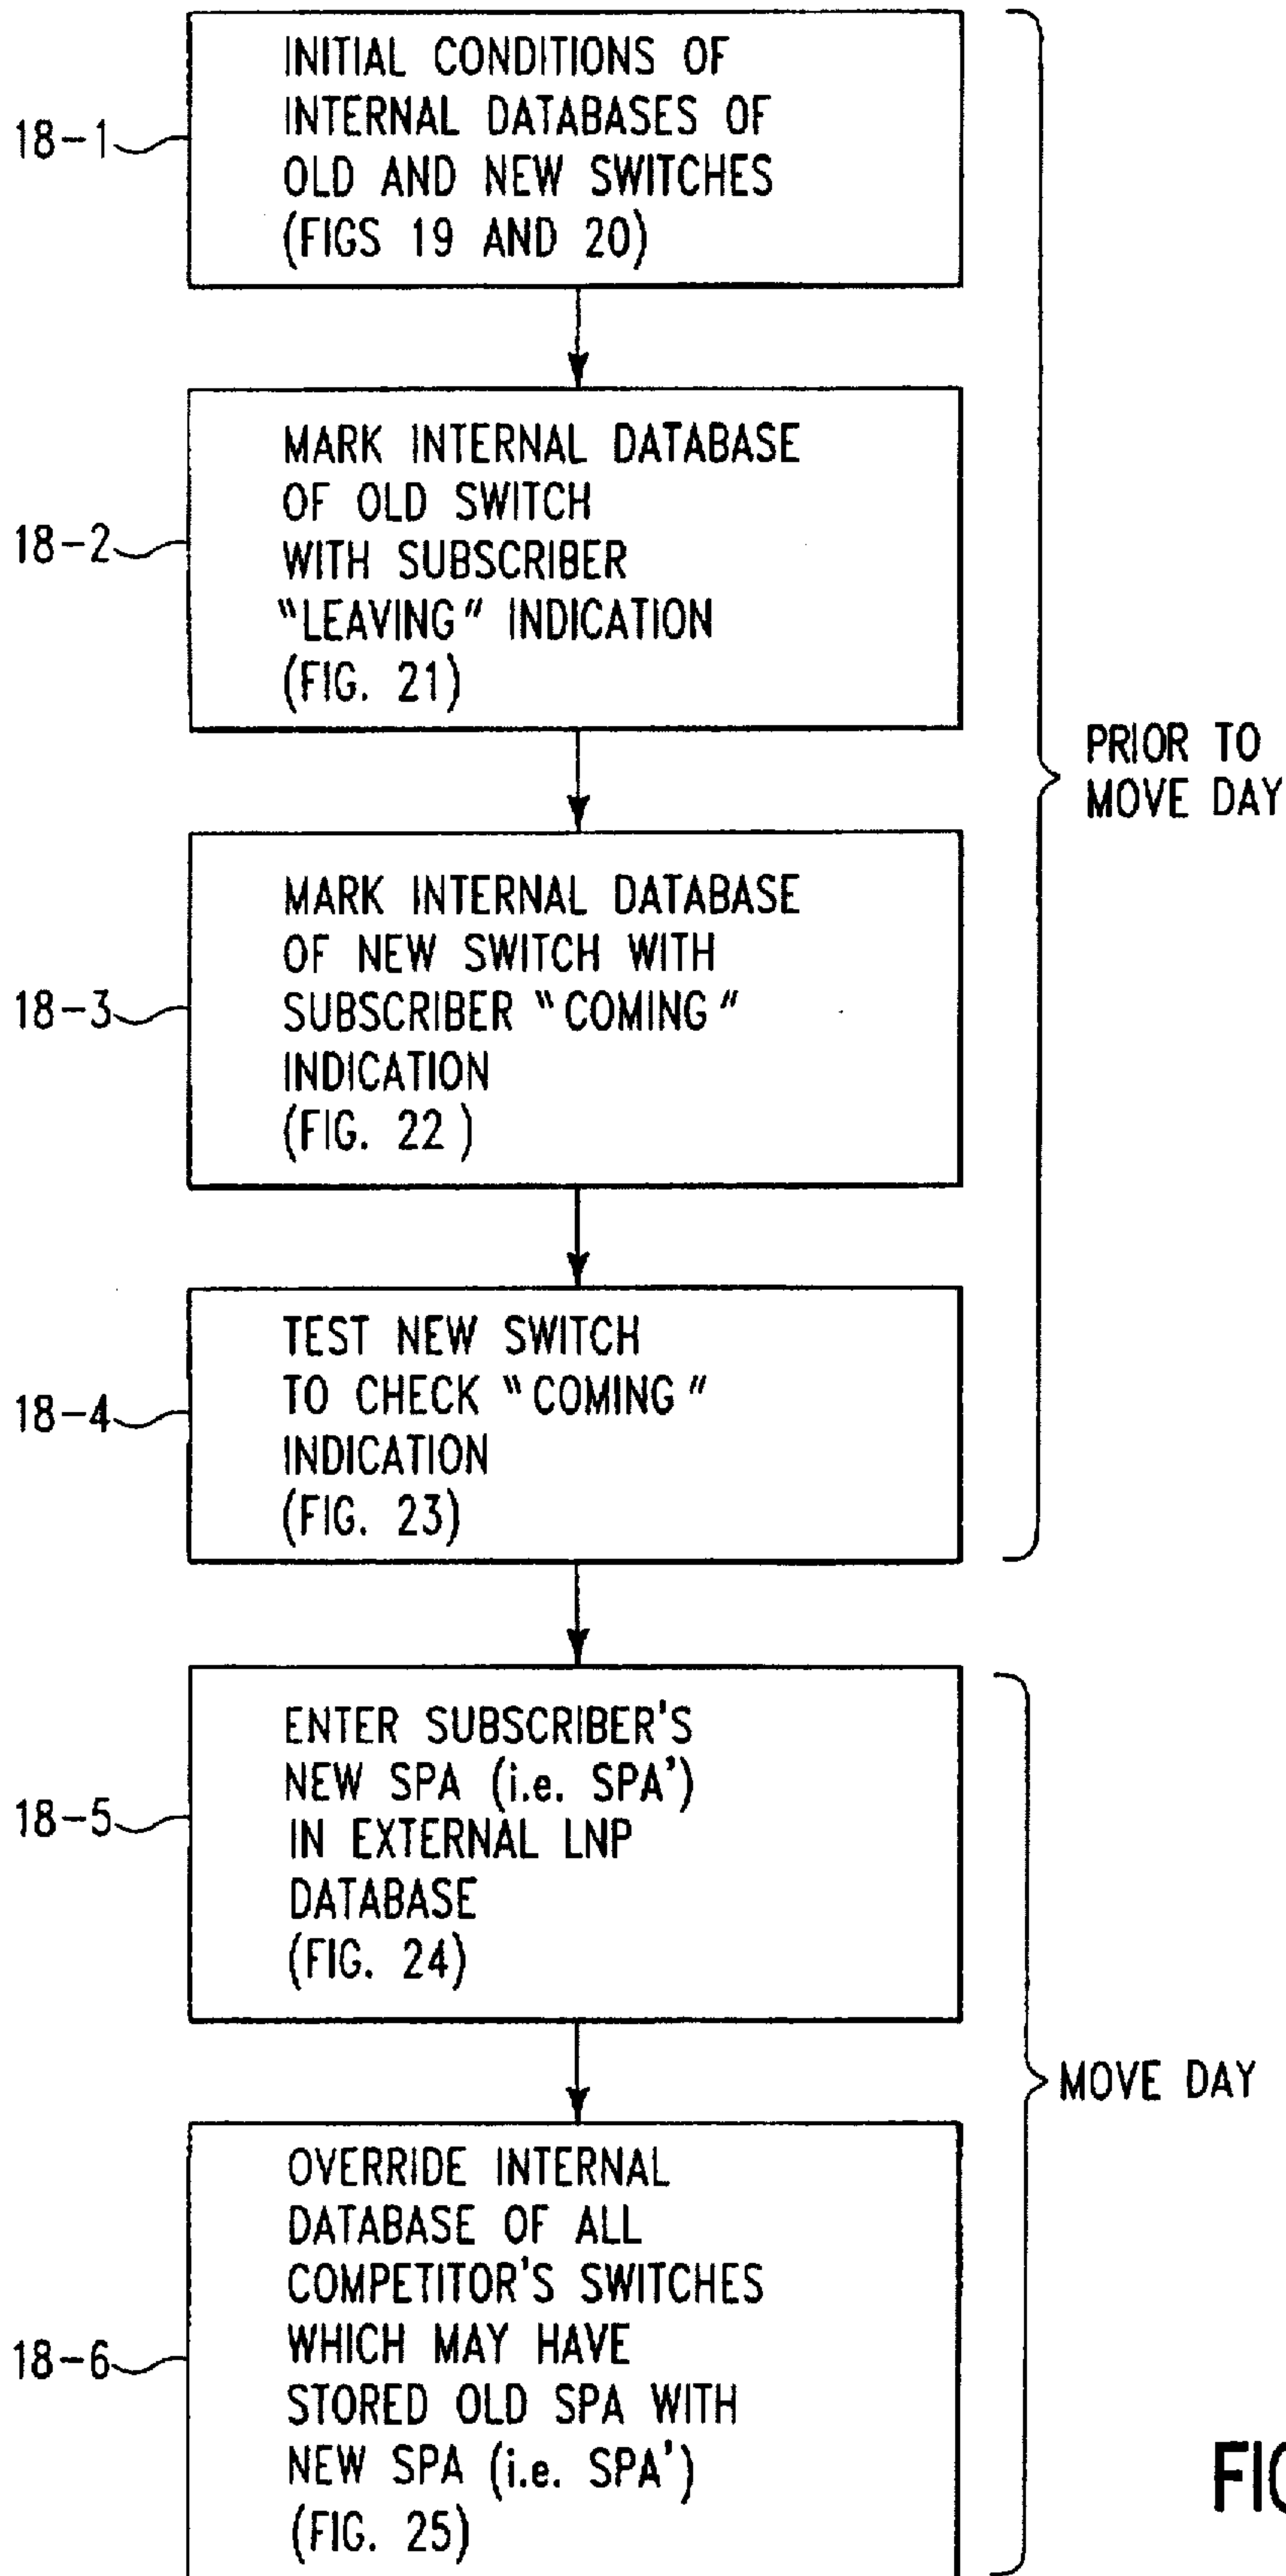 18-1
INITIAL CONDITIONS OF
INTERNAL DATABASES OF
OLD AND NEW SWITCHES
(FIGS 19 AND 20)
18-2
MARK INTERNAL DATABASE
OF OLD SWITCH
WITH SUBSCRIBER
"LEAVING" INDICATION
(FIG. 21)
PRIOR TO
MOVE DAY
18-3
MARK INTERNAL DATABASE
OF NEW SWITCH WITH
SUBSCRIBER "COMING"
INDICATION
(FIG. 22 )
18-4
TEST NEW SWITCH
TO CHECK "COMING"
INDICATION
(FIG. 23)
18-5
ENTER SUBSCRIBER'S
NEW SPA (i.e. SPA')
IN EXTERNAL LNP
DATABASE
(FIG. 24)
MOVE DAY
18-6
OVERRIDE INTERNAL
DATABASE OF ALL
COMPETITOR'S SWITCHES
WHICH MAY HAVE
STORED OLD SPA WITH
NEW SPA (i.e. SPA')
(FIG. 25)